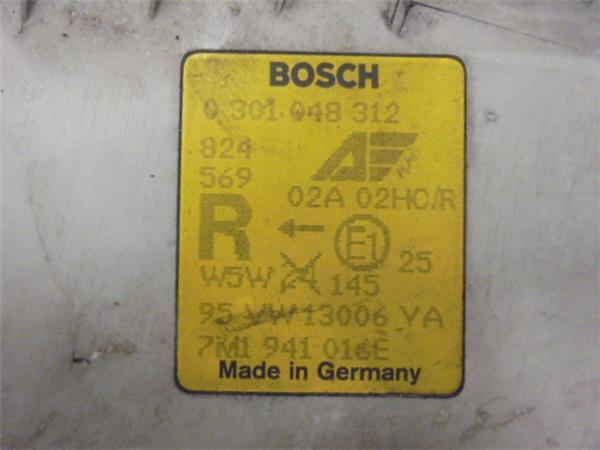 BOSCH
0 301 048 312
824
569
02A 02HC/R
R ← E1 25
W5W 145
95 VW13006 YA
7M1 941 016E
Made in Germany